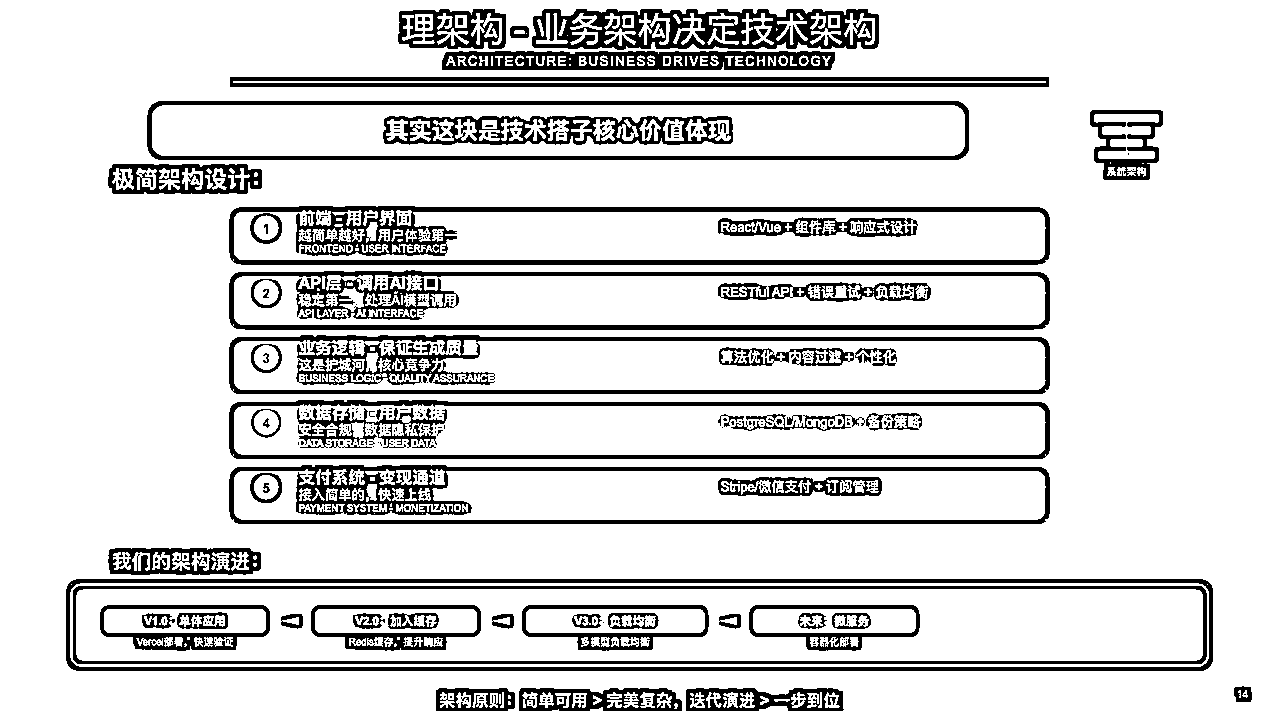 理架构 - 业务架构决定技术架构
ARCHITECTURE: BUSINESS DRIVES TECHNOLOGY
其实这块是技术搭子核心价值体现
系统架构
极简架构设计：
1
前端 - 用户界面
越简单越好，用户体验第一
FRONTEND - USER INTERFACE
React/Vue + 组件库 + 响应式设计
2
API层 - 调用AI接口
稳定第一，处理AI模型调用
API LAYER - AI INTERFACE
RESTful API + 错误重试 + 负载均衡
3
业务逻辑 - 保证生成质量
这是护城河，核心竞争力
BUSINESS LOGIC - QUALITY ASSURANCE
算法优化 + 内容过滤 + 个性化
4
数据存储 - 用户数据
安全合规，数据隐私保护
DATA STORAGE - USER DATA
PostgreSQL/MongoDB + 备份策略
5
支付系统 - 变现通道
接入简单的，快速上线
PAYMENT SYSTEM - MONETIZATION
Stripe/微信支付 + 订阅管理
我们的架构演进：
V1.0：单体应用
Vercel部署，快速验证
V2.0：加入缓存
Redis缓存，提升响应
V3.0：负载均衡
多模型负载均衡
未来：微服务
容器化部署
架构原则：简单可用 > 完美复杂，迭代演进 > 一步到位
14